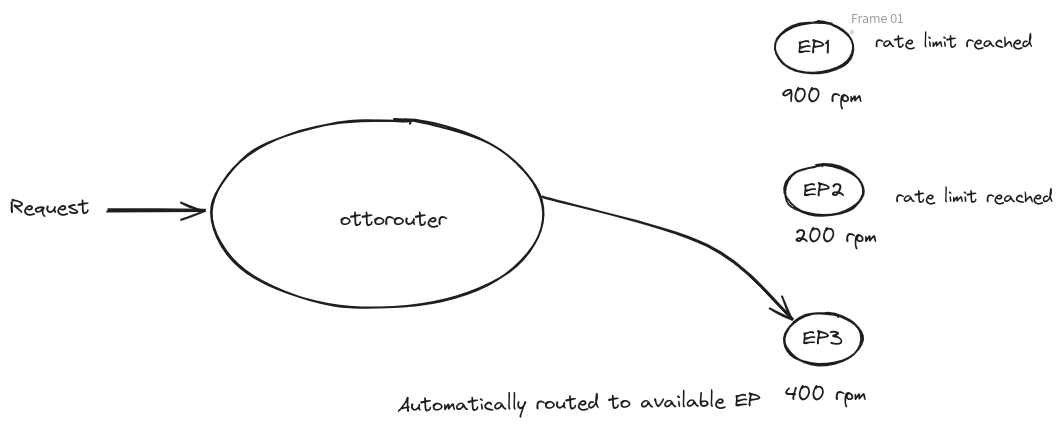 Frame 01
EP1
rate limit reached
900 rpm
EP2
rate limit reached
200 rpm
Request
ottorouter
EP3
400 rpm
Automatically routed to available EP